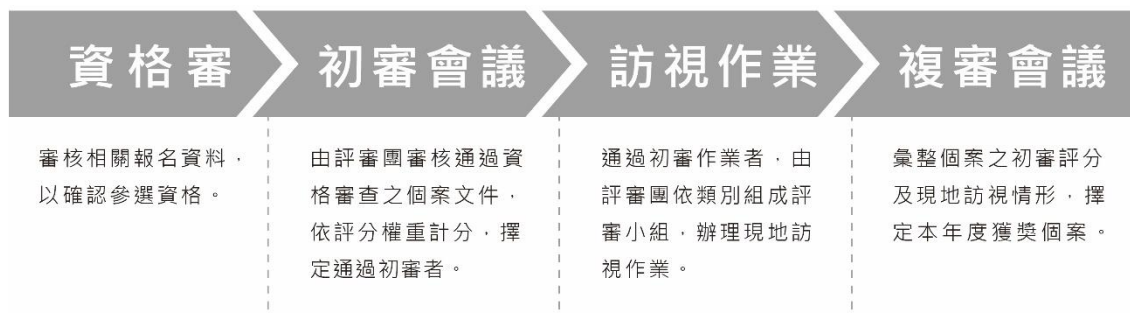 資格審
初審會議
訪視作業
複審會議
審核相關報名資料，
以確認參選資格。
由評審團審核通過資
格審查之個案文件，
依評分權重計分，擇
定通過初審者。
通過初審作業者，由
評審團依類別組成評
審小組，辦理現地訪
視作業。
彙整個案之初審評分
及現地訪視情形，擇
定本年度獲獎個案。